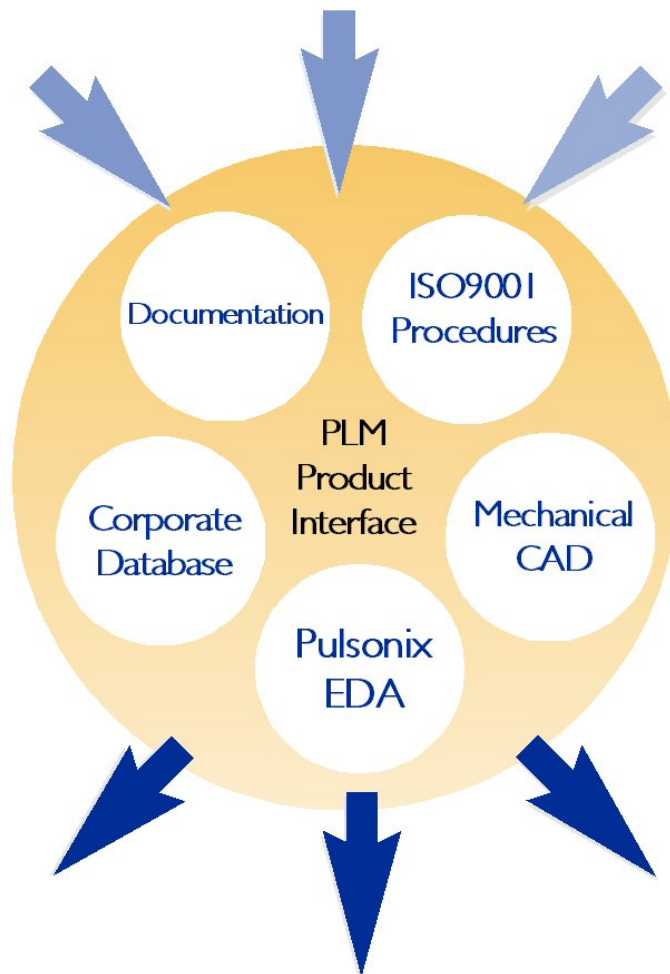 Documentation
ISO9001
Procedures
PLM
Product
Interface
Corporate
Database
Mechanical
CAD
Pulsonix
EDA